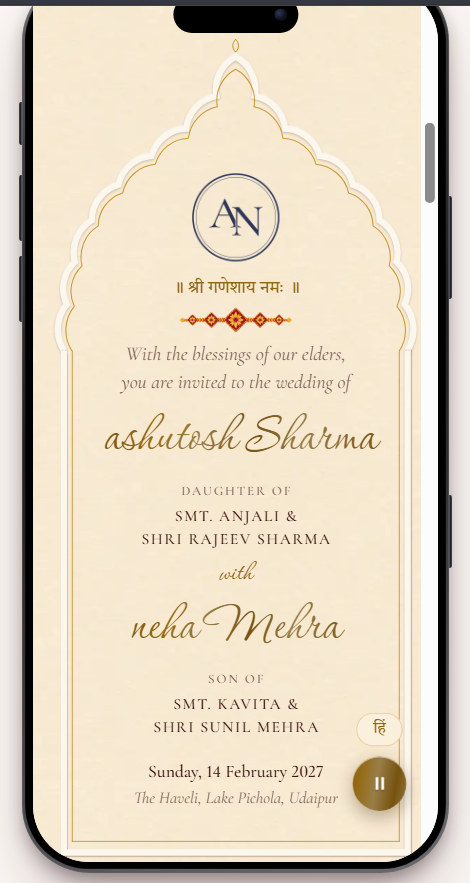 AN
॥ श्री गणेशाय नमः ॥
With the blessings of our elders,
you are invited to the wedding of
ashutosh Sharma
DAUGHTER OF
SMT. ANJALI &
SHRI RAJEEV SHARMA
with
neha Mehra
SON OF
SMT. KAVITA &
SHRI SUNIL MEHRA
हिं
Sunday, 14 February 2027
The Haveli, Lake Pichola, Udaipur